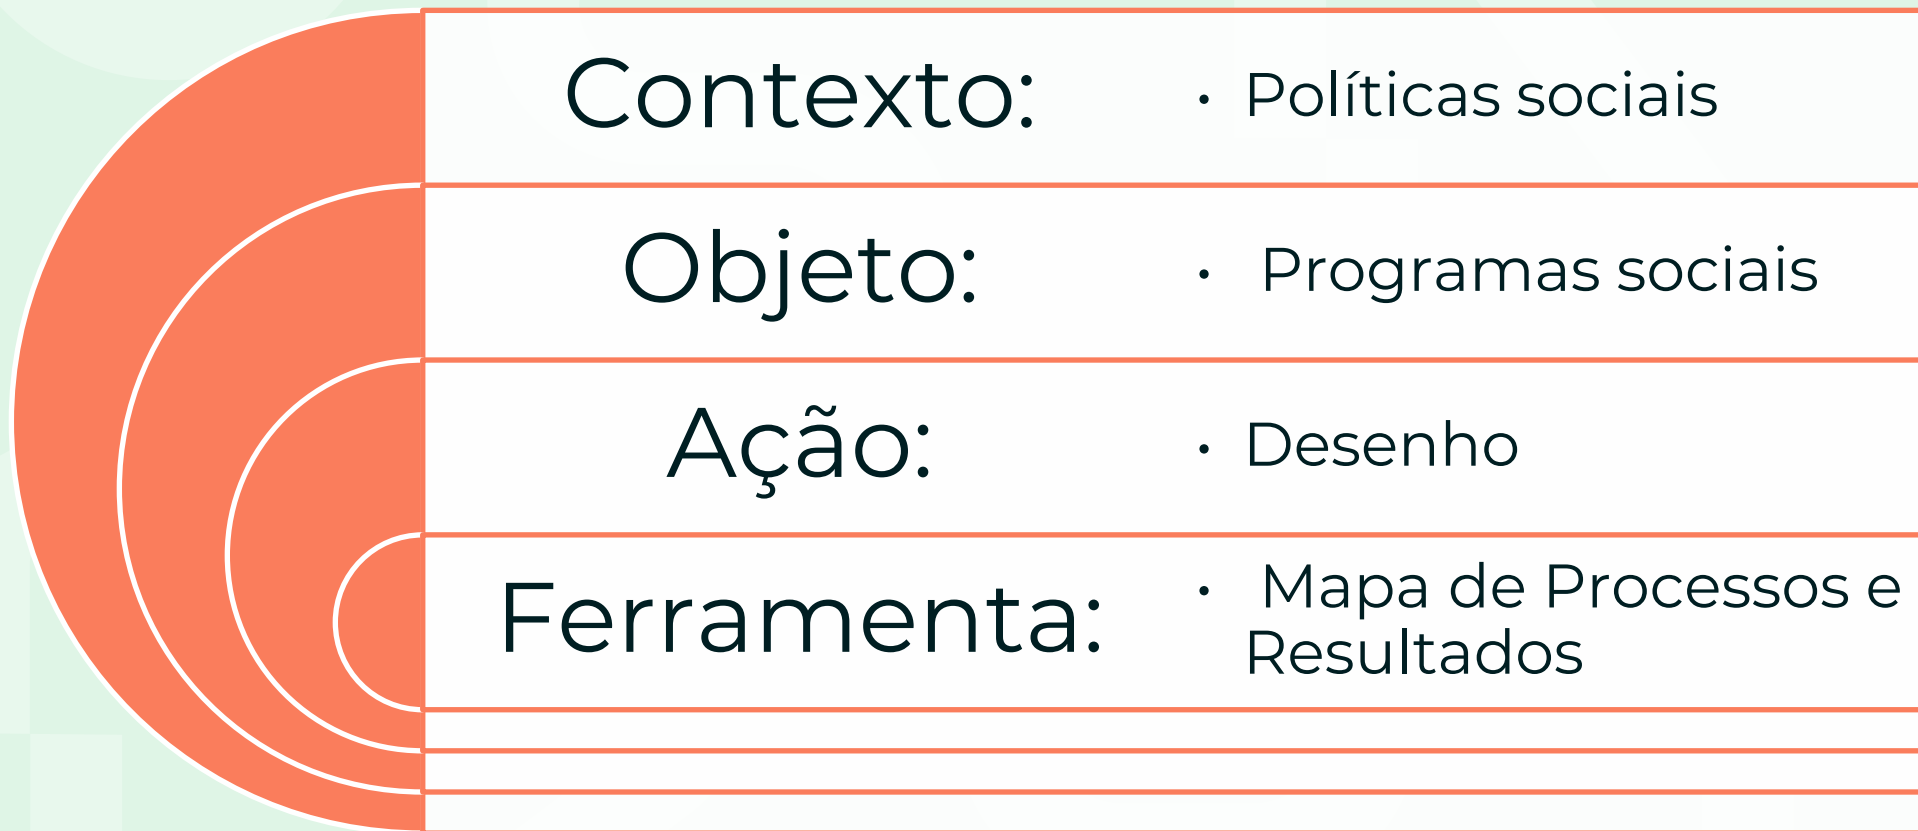 Contexto:
• Políticas sociais
Objeto:
• Programas sociais
Ação:
• Desenho
Ferramenta:
• Mapa de Processos e
Resultados